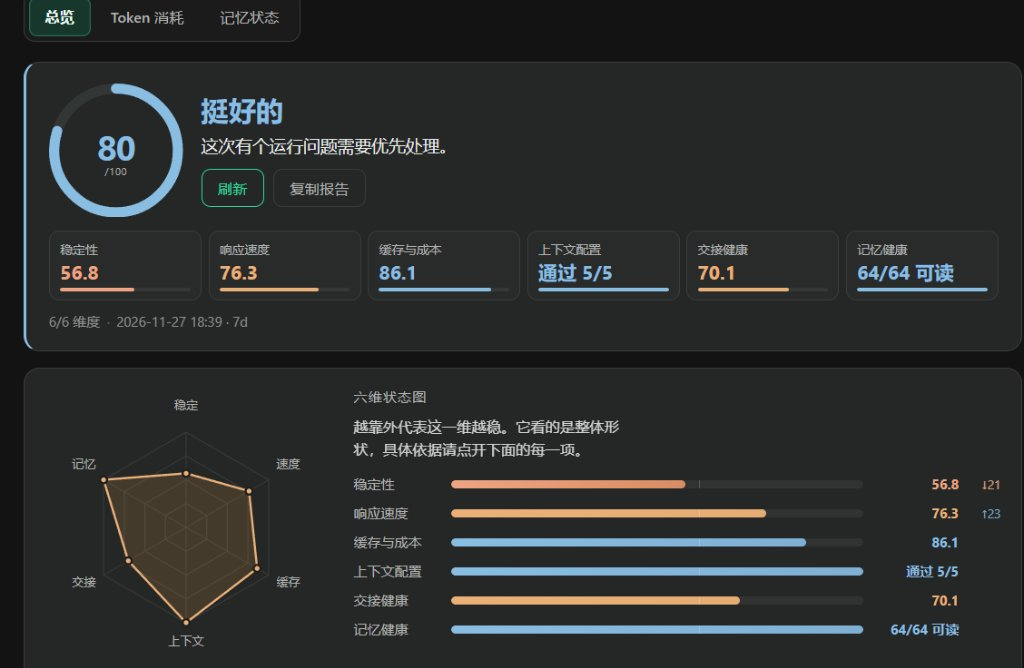 总览 Token 消耗 记忆状态
80
/100
挺好的
这次有个运行问题需要优先处理。
刷新 复制报告
稳定性
56.8
响应速度
76.3
缓存与成本
86.1
上下文配置
通过 5/5
交接健康
70.1
记忆健康
64/64 可读
6/6 维度 · 2026-11-27 18:39 · 7d
稳定
速度
缓存
上下文
交接
记忆
六维状态图
越靠外代表这一维越稳。它看的是整体形
状，具体依据请点开下面的每一项。
稳定性 56.8 ↓21
响应速度 76.3 ↑23
缓存与成本 86.1
上下文配置 通过 5/5
交接健康 70.1
记忆健康 64/64 可读